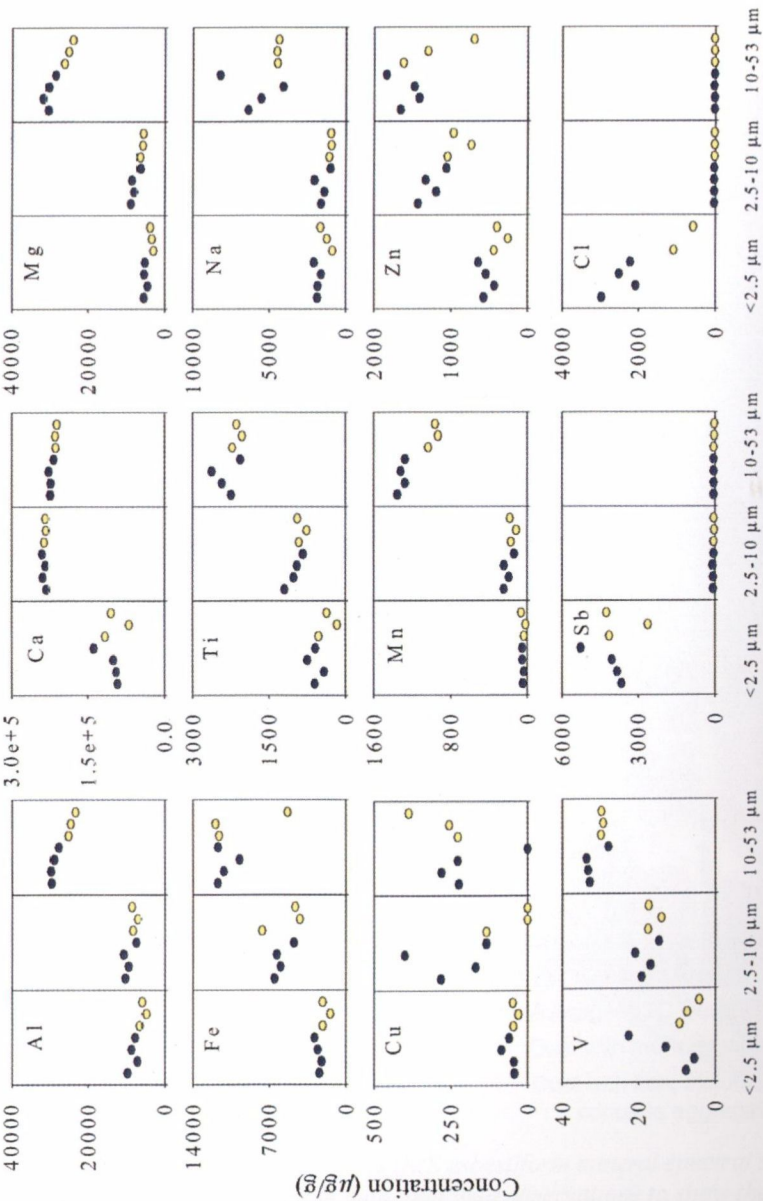 Concentration (µg/g)
Al
40000
20000
0
Ca
3.0e+5
1.5e+5
0.0
Mg
40000
20000
0
Fe
14000
7000
0
Ti
3000
1500
0
Na
10000
5000
0
Cu
500
250
0
Mn
1600
800
0
Zn
2000
1000
0
V
40
20
0
Sb
6000
3000
0
Cl
4000
2000
0
<2.5 µm 2.5-10 µm 10-53 µm
<2.5 µm 2.5-10 µm 10-53 µm
<2.5 µm 2.5-10 µm 10-53 µm